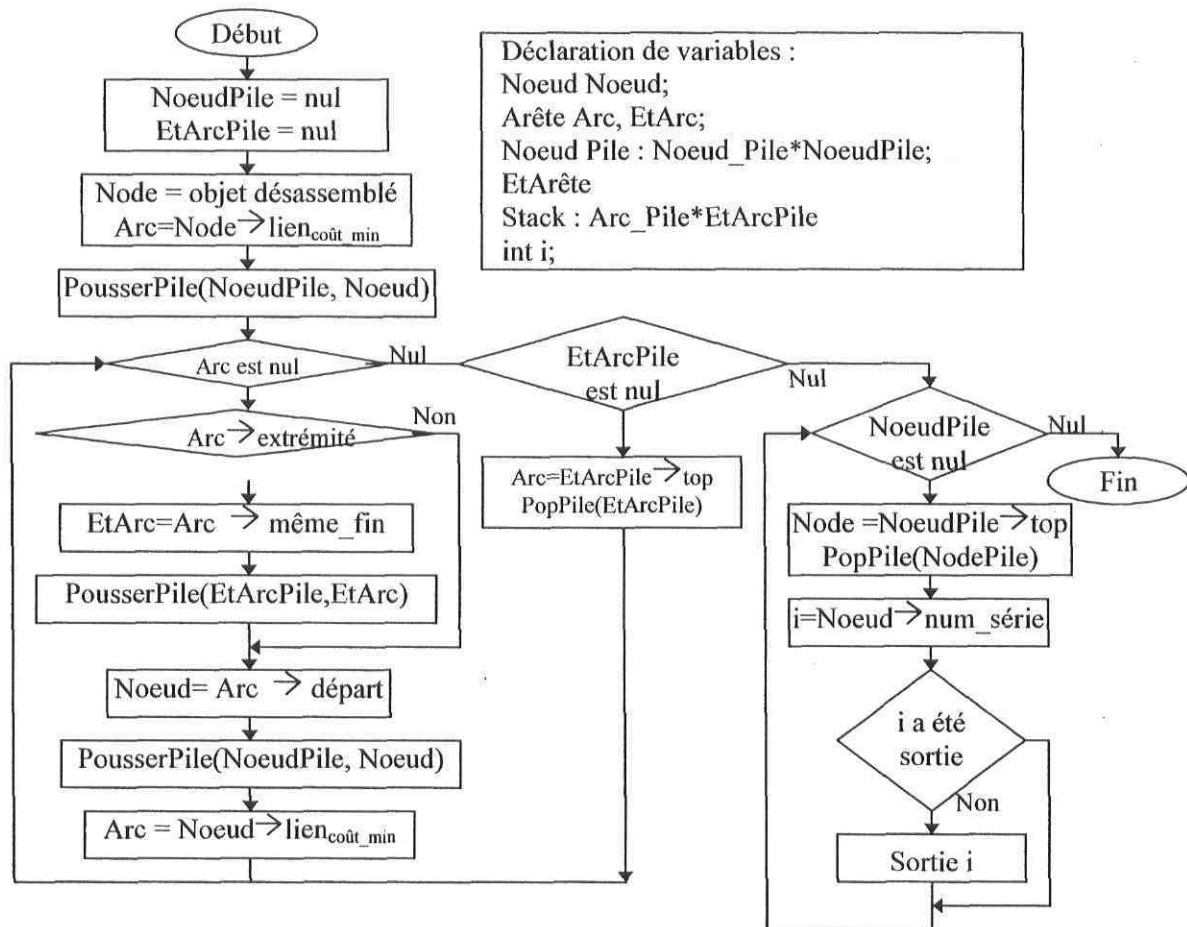 Début
NoeudPile = nul
EtArcPile = nul
Node = objet désassemblé
Arc=Node→lien coût_min
PousserPile(NoeudPile, Noeud)
Arc est nul
Nul
Arc→extrémité
Non
EtArc=Arc → même_fin
PousserPile(EtArcPile,EtArc)
Noeud= Arc → départ
PousserPile(NoeudPile, Noeud)
Arc = Noeud→lien coût_min
Déclaration de variables :
Noeud Noeud;
Arête Arc, EtArc;
Noeud Pile : Noeud_Pile*NoeudPile;
EtArête
Stack : Arc_Pile*EtArcPile
int i;
EtArcPile
est nul
Nul
Arc=EtArcPile→top
PopPile(EtArcPile)
NoeudPile
est nul
Nul
Fin
Node =NoeudPile→top
PopPile(NodePile)
i=Noeud→num_série
i a été
sortie
Non
Sortie i